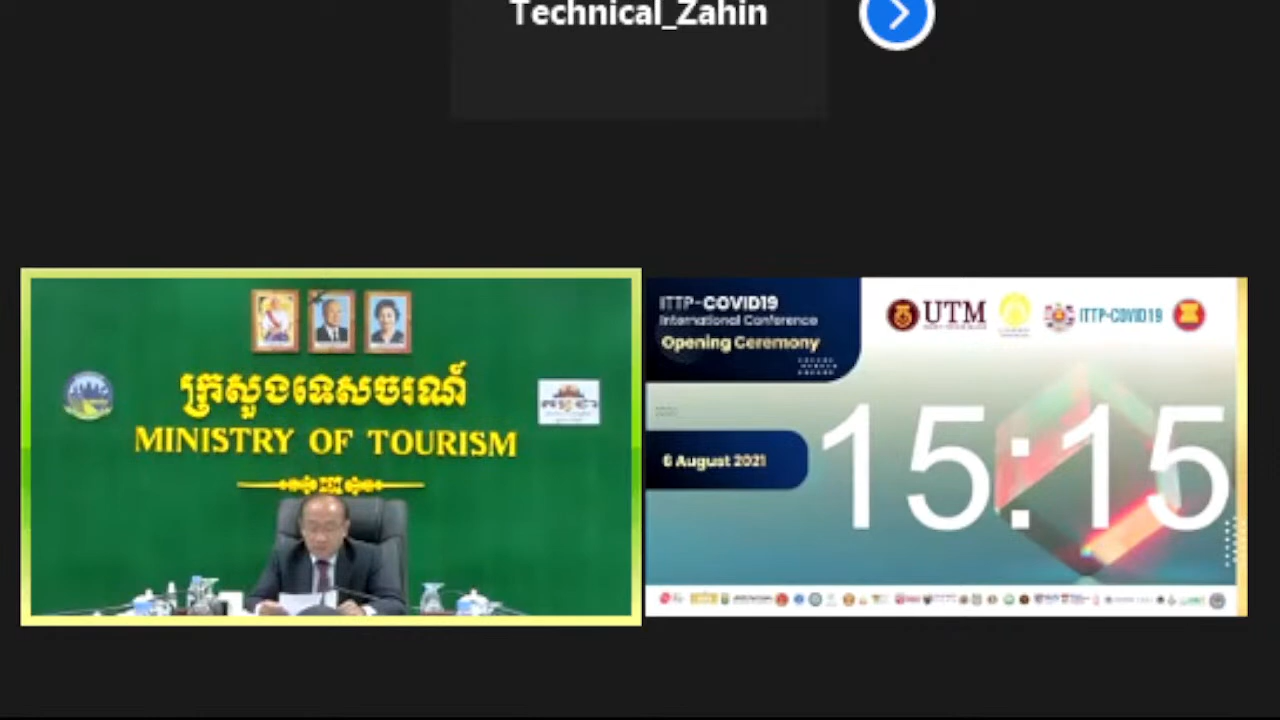 Technical_Zahin
ក្រសួងទេសចរណ៍
MINISTRY OF TOURISM
ITTP-COVID19
International Conference
Opening Ceremony
UTM
ITTP-COVID19
6 August 2021
15:15